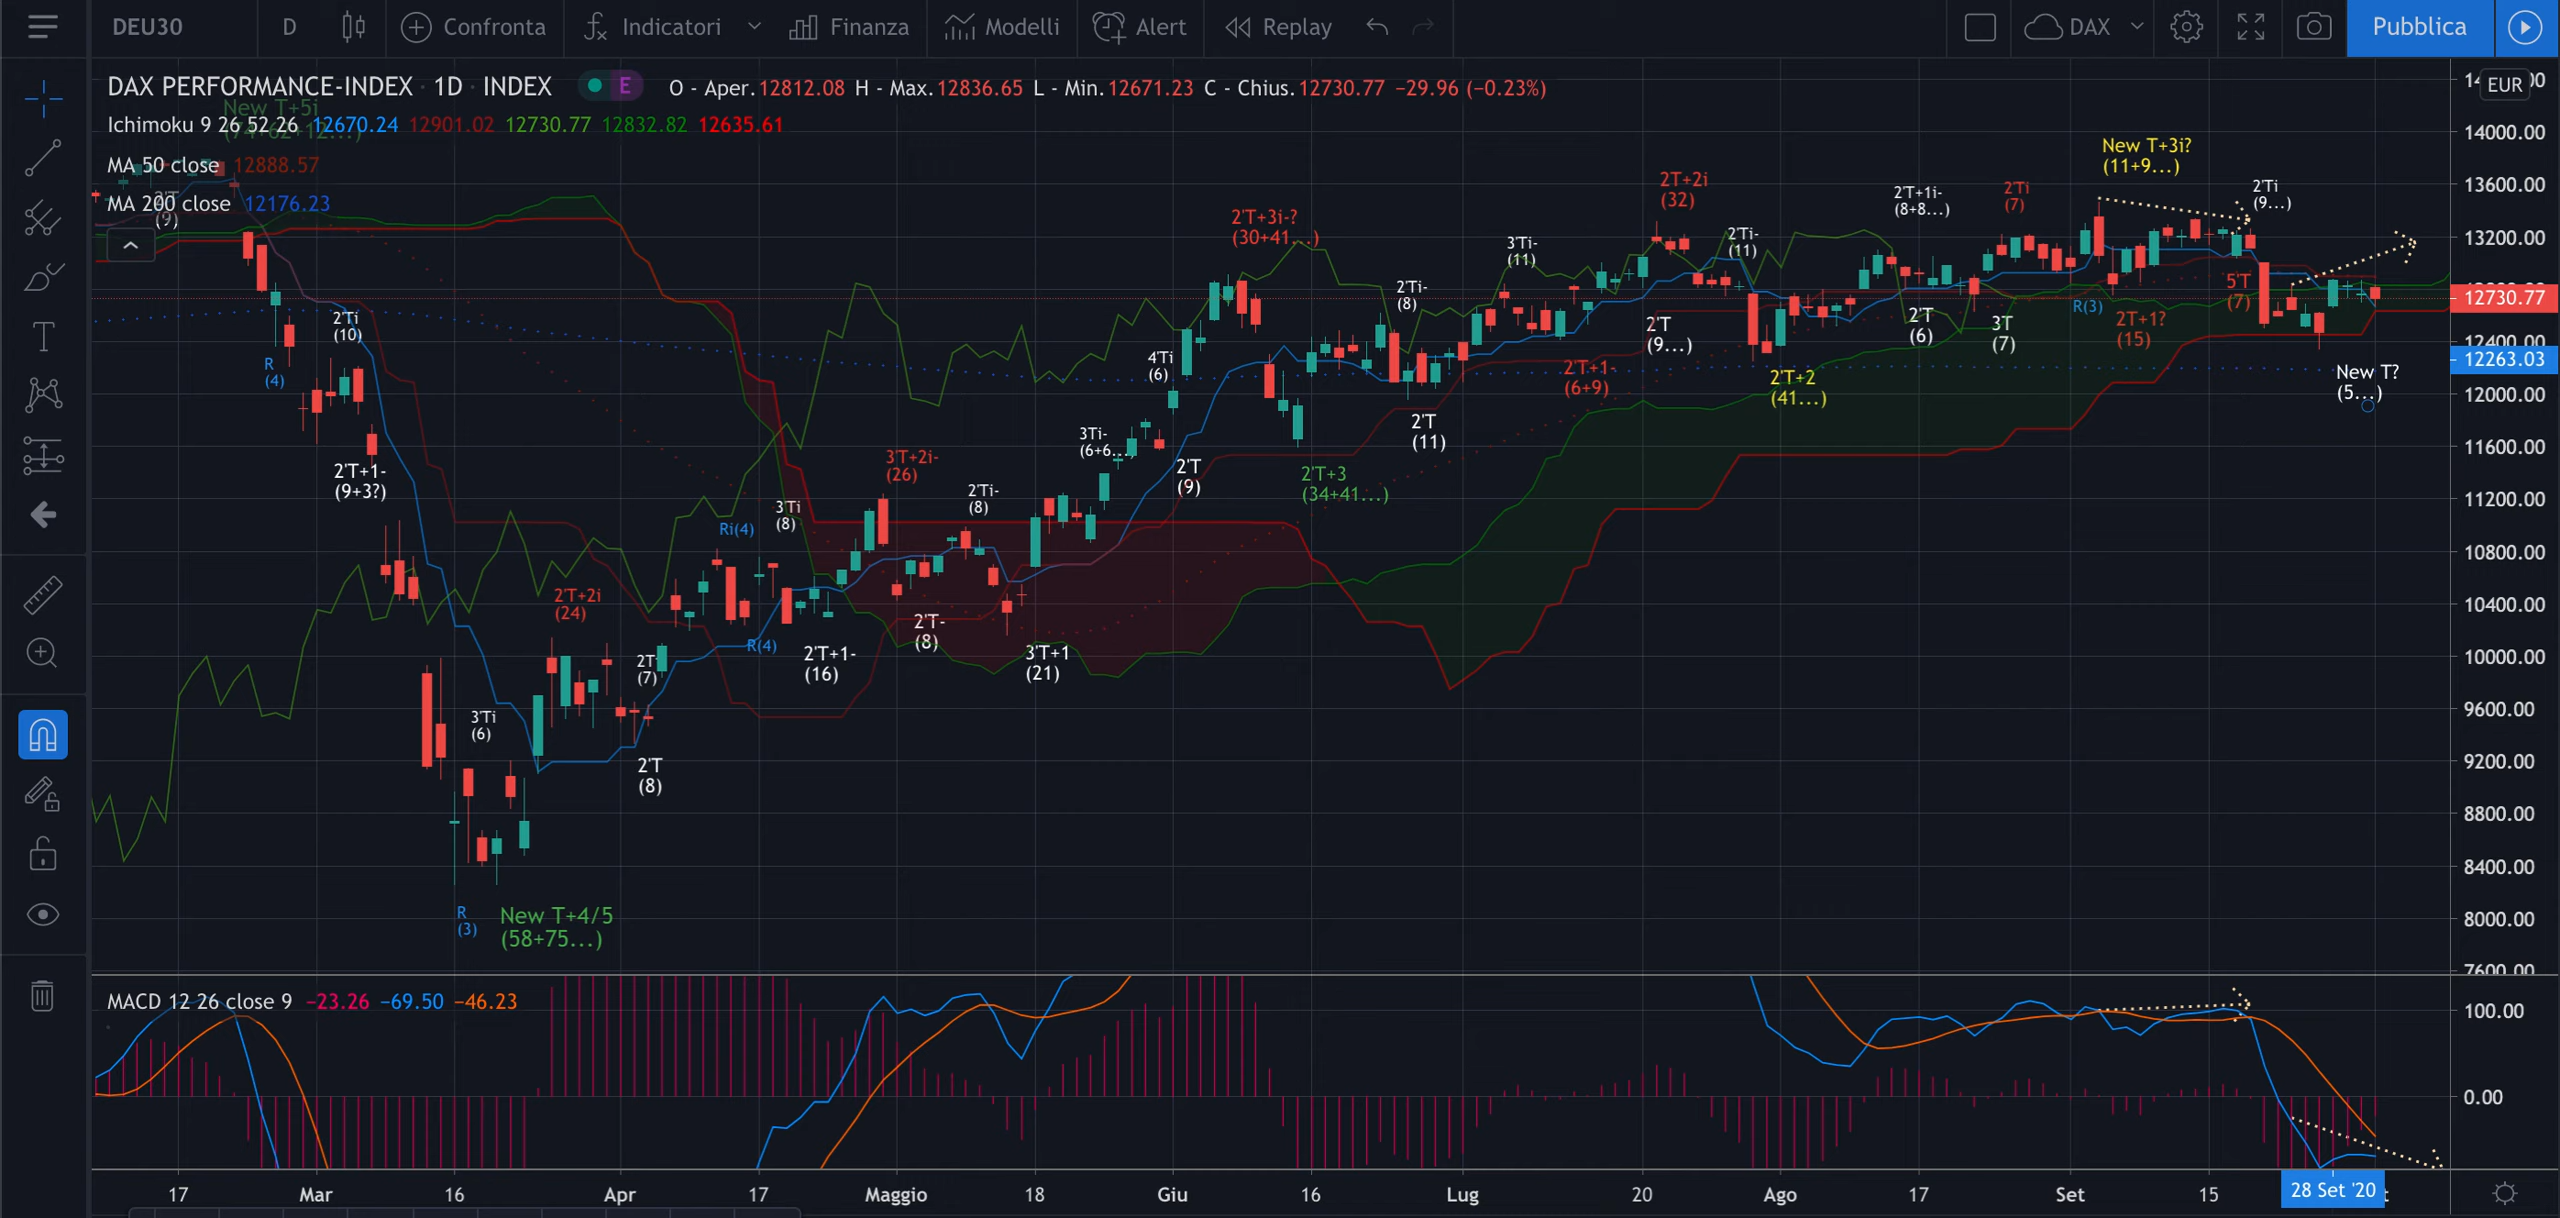 DEU30 D Confronta Indicatori Finanza Modelli Alert Replay DAX Pubblica
DAX PERFORMANCE-INDEX · 1D · INDEX E O - Aper.12812.08 H - Max.12836.65 L - Min.12671.23 C - Chius.12730.77 −29.96 (−0.23%)
EUR
New T+5i
Ichimoku 9 26 52 26 12670.24 12901.02 12730.77 12832.82 12635.61
MA 50 close 12888.57
MA 200 close 12176.23
2'T
(9)
14000.00
13600.00
13200.00
12730.77
12400.00
12263.03
12000.00
11600.00
11200.00
10800.00
10400.00
10000.00
9600.00
9200.00
8800.00
8400.00
8000.00
7600.00
R
(4)
2'Ti
(10)
2'T+1-
(9+3?)
3'Ti
(6)
R
(3)
New T+4/5
(58+75...)
2'T+2i
(24)
2T
(7)
2'T
(8)
Ri(4)
R(4)
3'Ti
(8)
2'T+1-
(16)
3'T+2i-
(26)
2'T-
(8)
2'Ti-
(8)
3'T+1
(21)
3Ti-
(6+6...
4'Ti
(6)
2'T
(9)
2'T+3i-?
(30+41...)
2'T+3
(34+41...)
2'Ti-
(8)
2'T
(11)
3'Ti-
(11)
2'T+1-
(6+9)
2T+2i
(32)
2'T
(9...)
2'Ti-
(11)
2'T+2
(41...)
2'T+1i-
(8+8...)
2'T
(6)
2'Ti
(7)
3T
(7)
R(3)
New T+3i?
(11+9...)
2T+1?
(15)
5'T
(7)
2'Ti
(9...)
New T?
(5...)
MACD 12 26 close 9 −23.26 −69.50 −46.23
100.00
0.00
17 Mar 16 Apr 17 Maggio 18 Giu 16 Lug 20 Ago 17 Set 15 28 Set '20